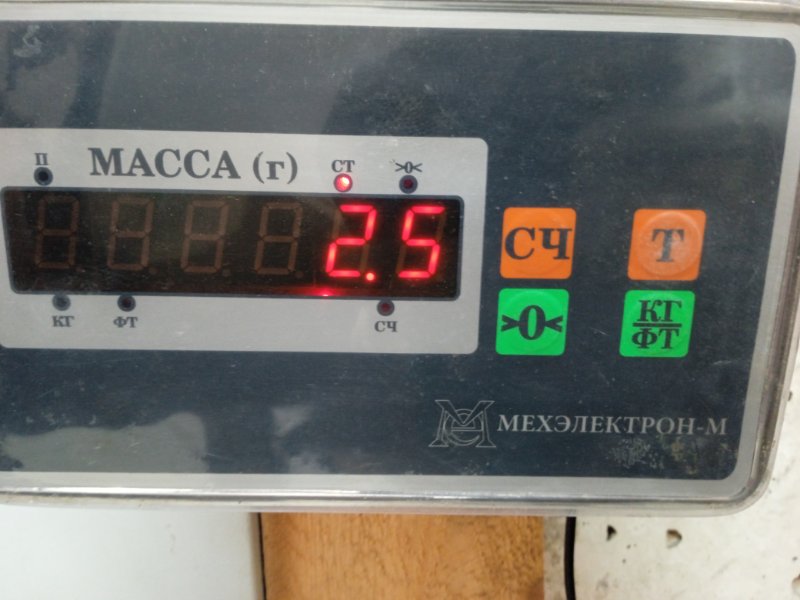 П МАССА (г) СТ >0<
2.5
КГ ФТ СЧ
СЧ Т
>0< КГ/ФТ
МЕХЭЛЕКТРОН-М